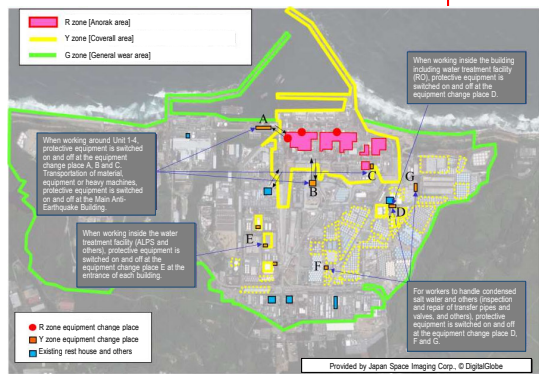 R zone [Anorak area]
Y zone [Coverall area]
G zone [General wear area]
When working inside the building
including water treatment facility
(RO), protective equipment is
switched on and off at the
equipment change place D.
A
When working around Unit 1-4,
protective equipment is switched
on and off at the equipment
change place A, B and C.
Transportation of material,
equipment or heavy machines,
protective equipment is switched
on and off at the Main Anti-
Earthquake Building.
C
G
B
D
When working inside the water
treatment facility (ALPS and
others), protective equipment is
switched on and off at the
equipment change place E at the
entrance of each building.
E
F
For workers to handle condensed
salt water and others (inspection
and repair of transfer pipes and
valves, and others), protective
equipment is switched on and off
at the equipment change place D,
F and G.
R zone equipment change place
Y zone equipment change place
Existing rest house and others
Provided by Japan Space Imaging Corp., © DigitalGlobe